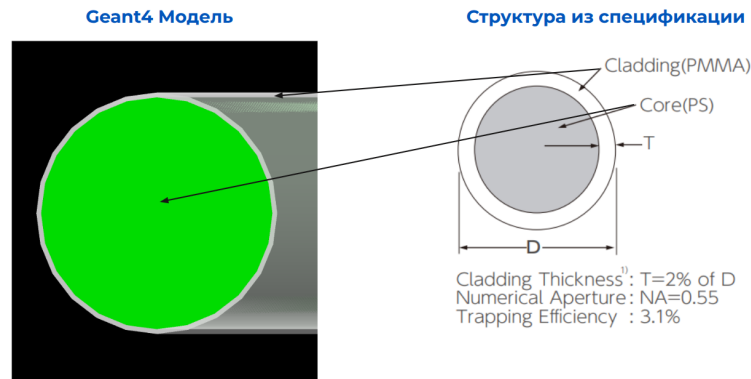 Geant4 Модель
Структура из спецификации
Cladding(PMMA)
Core(PS)
T
D
Cladding Thickness¹⁾: T=2% of D
Numerical Aperture : NA=0.55
Trapping Efficiency : 3.1%